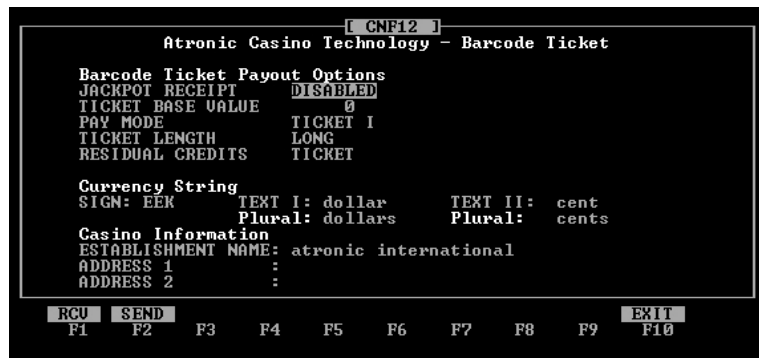 [ CNF12 ]
Atronic Casino Technology - Barcode Ticket
Barcode Ticket Payout Options
JACKPOT RECEIPT DISABLED
TICKET BASE VALUE 0
PAY MODE TICKET I
TICKET LENGTH LONG
RESIDUAL CREDITS TICKET
Currency String
SIGN: EEK TEXT I: dollar TEXT II: cent
Plural: dollars Plural: cents
Casino Information
ESTABLISHMENT NAME: atronic international
ADDRESS 1 :
ADDRESS 2 :
RCV SEND EXIT
F1 F2 F3 F4 F5 F6 F7 F8 F9 F10